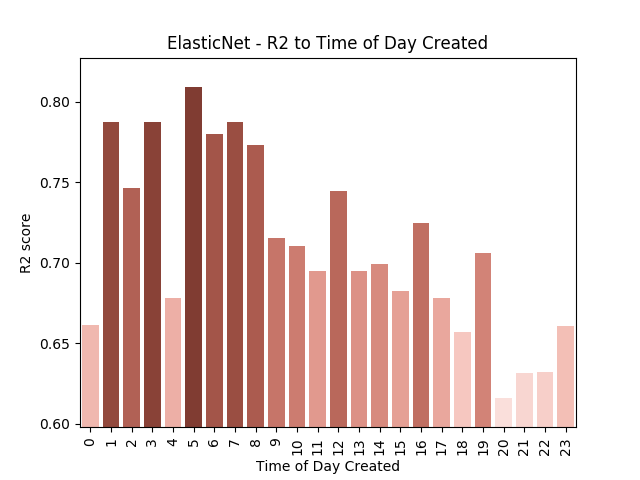 ElasticNet - R2 to Time of Day Created
R2 score
0.80
0.75
0.70
0.65
0.60
0 1 2 3 4 5 6 7 8 9 10 11 12 13 14 15 16 17 18 19 20 21 22 23
Time of Day Created